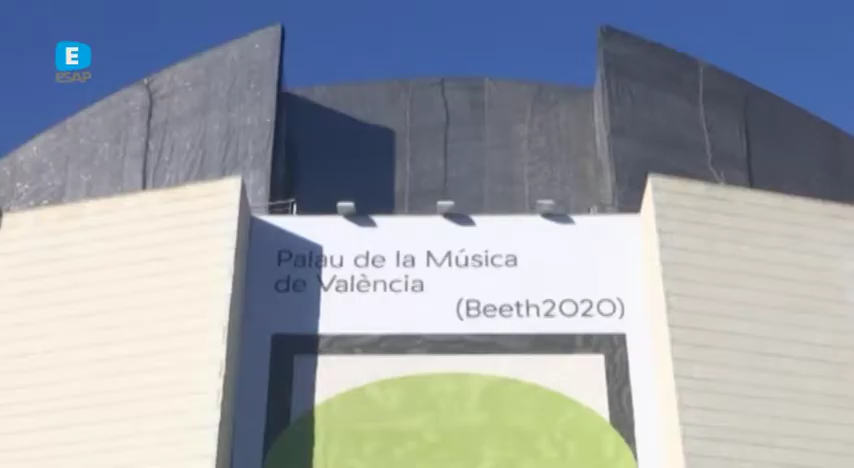 E
ESAP
Palau de la Música
de València
(Beeth2020)